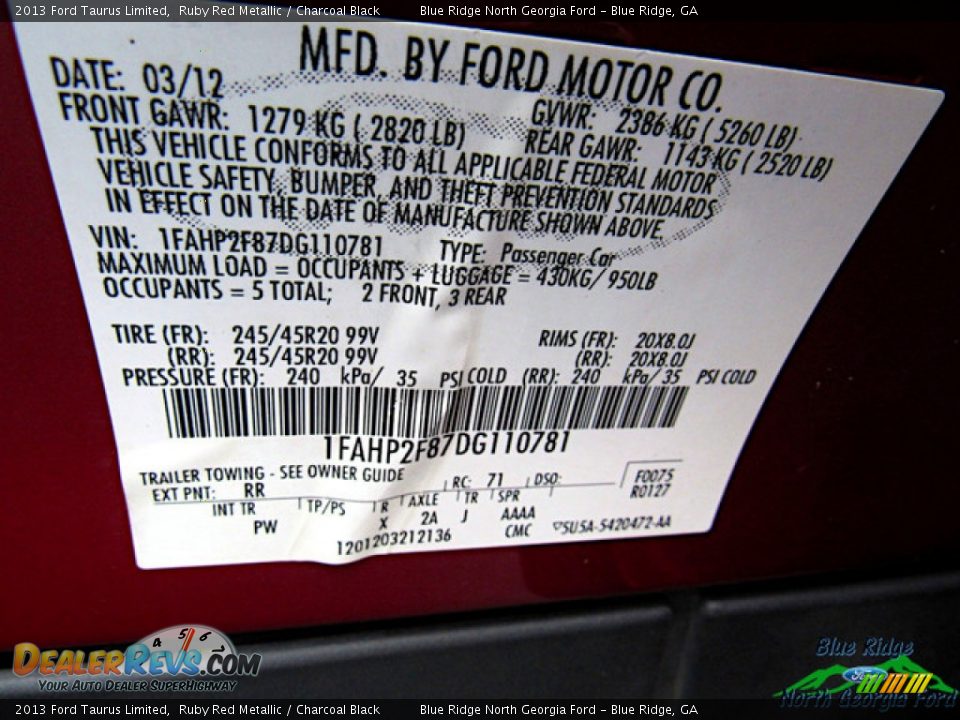 2013 Ford Taurus Limited, Ruby Red Metallic / Charcoal Black Blue Ridge North Georgia Ford - Blue Ridge, GA
MFD. BY FORD MOTOR CO.
DATE: 03/12 GVWR: 2386 KG ( 5260 LB)
FRONT GAWR: 1279 KG ( 2820 LB) REAR GAWR: 1143 KG ( 2520 LB)
THIS VEHICLE CONFORMS TO ALL APPLICABLE FEDERAL MOTOR
VEHICLE SAFETY, BUMPER, AND THEFT PREVENTION STANDARDS
IN EFFECT ON THE DATE OF MANUFACTURE SHOWN ABOVE.
VIN: 1FAHP2F87DG110781 TYPE: Passenger Car
MAXIMUM LOAD = OCCUPANTS + LUGGAGE = 430KG/ 950LB
OCCUPANTS = 5 TOTAL; 2 FRONT, 3 REAR
TIRE (FR): 245/45R20 99V RIMS (FR): 20X8.0J
(RR): 245/45R20 99V (RR): 20X8.0J
PRESSURE (FR): 240 kPa/ 35 PSI COLD (RR): 240 kPa/ 35 PSI COLD
1FAHP2F87DG110781
TRAILER TOWING - SEE OWNER GUIDE
EXT PNT: RR RC: 71 DSO: F0075
R0127
INT TR TP/PS R AXLE TR SPR
PW X 2A J AAAA
1201203212136 CMC 5U5A-5420472-AA
4 5 6
DEALERREVS.COM
YOUR AUTO DEALER SUPERHIGHWAY
Blue Ridge
Ford
North Georgia Ford
2013 Ford Taurus Limited, Ruby Red Metallic / Charcoal Black Blue Ridge North Georgia Ford - Blue Ridge, GA